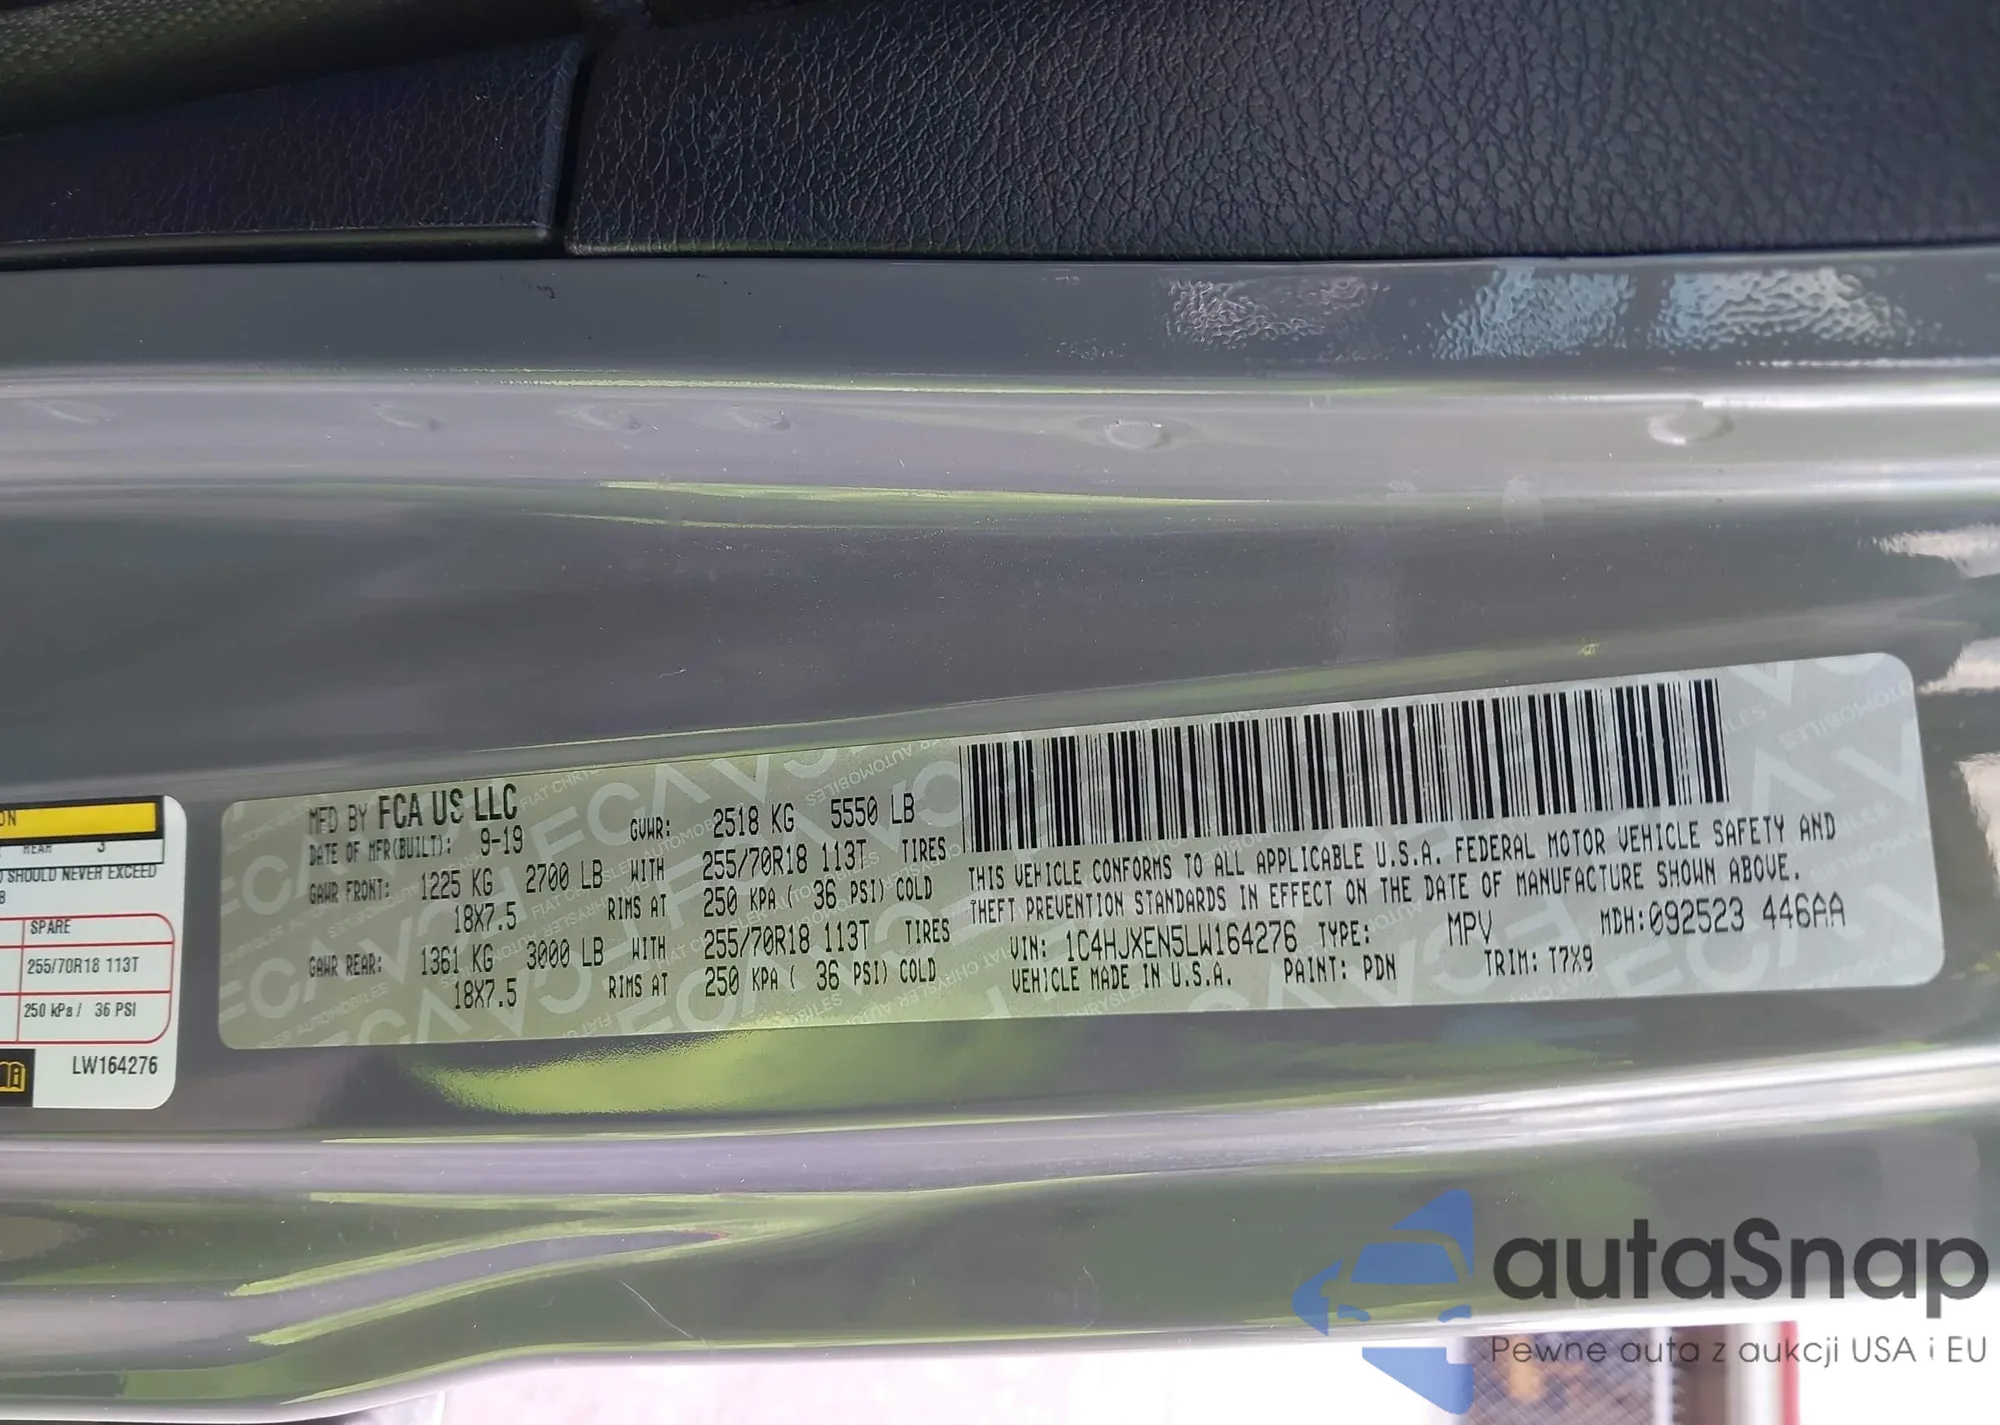 ON
REAR 3
SHOULD NEVER EXCEED
SPARE
255/70R18 113T
250 kPa / 36 PSI
LW164276
MFD BY FCA US LLC
DATE OF MFR(BUILT): 9-19
GVWR: 2518 KG 5550 LB
GAWR FRONT: 1225 KG 2700 LB WITH 255/70R18 113T TIRES
18X7.5 RIMS AT 250 KPA ( 36 PSI) COLD
GAWR REAR: 1361 KG 3000 LB WITH 255/70R18 113T TIRES
18X7.5 RIMS AT 250 KPA ( 36 PSI) COLD
THIS VEHICLE CONFORMS TO ALL APPLICABLE U.S.A. FEDERAL MOTOR VEHICLE SAFETY AND
THEFT PREVENTION STANDARDS IN EFFECT ON THE DATE OF MANUFACTURE SHOWN ABOVE.
VIN: 1C4HJXEN5LW164276 TYPE: MPV MDH:092523 446AA
VEHICLE MADE IN U.S.A. PAINT: PDN TRIM: T7X9
autaSnap
Pewne auta z aukcji USA i EU